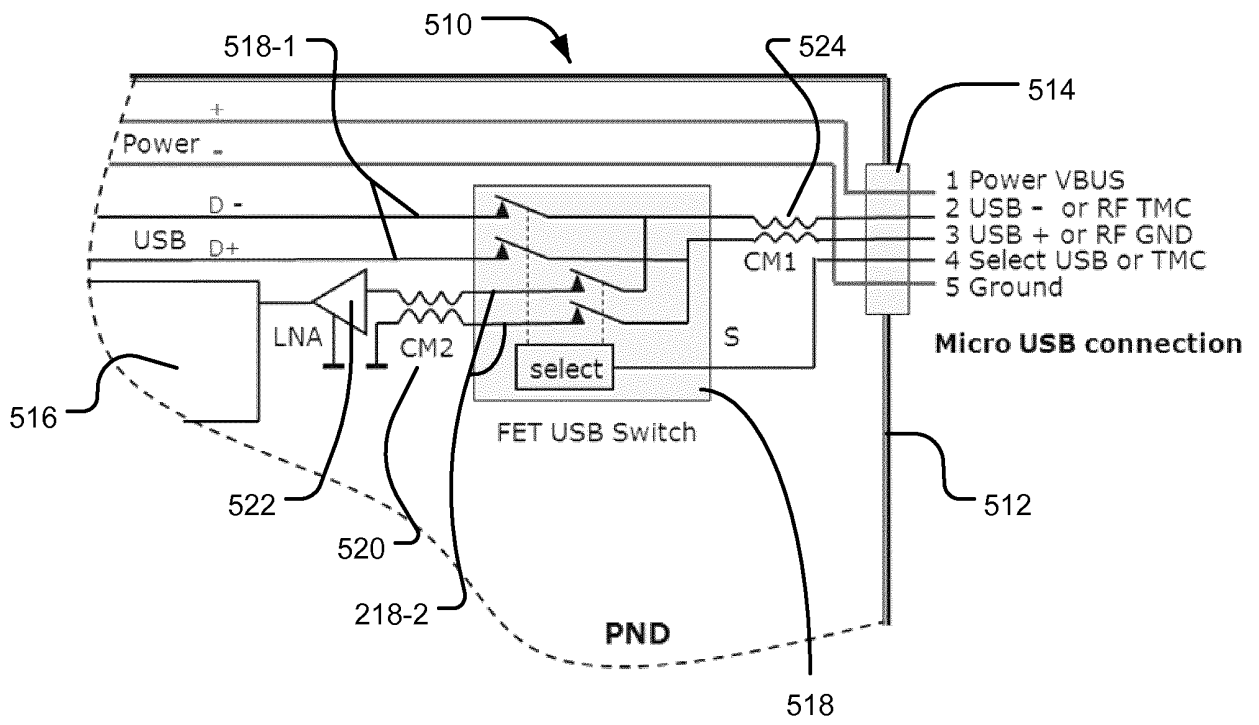 510
518-1
524
514
+
Power -
D -
USB D+
1 Power VBUS
2 USB - or RF TMC
3 USB + or RF GND
4 Select USB or TMC
5 Ground
CM1
LNA
CM2
S
select
Micro USB connection
516
FET USB Switch
522
512
520
218-2
PND
518